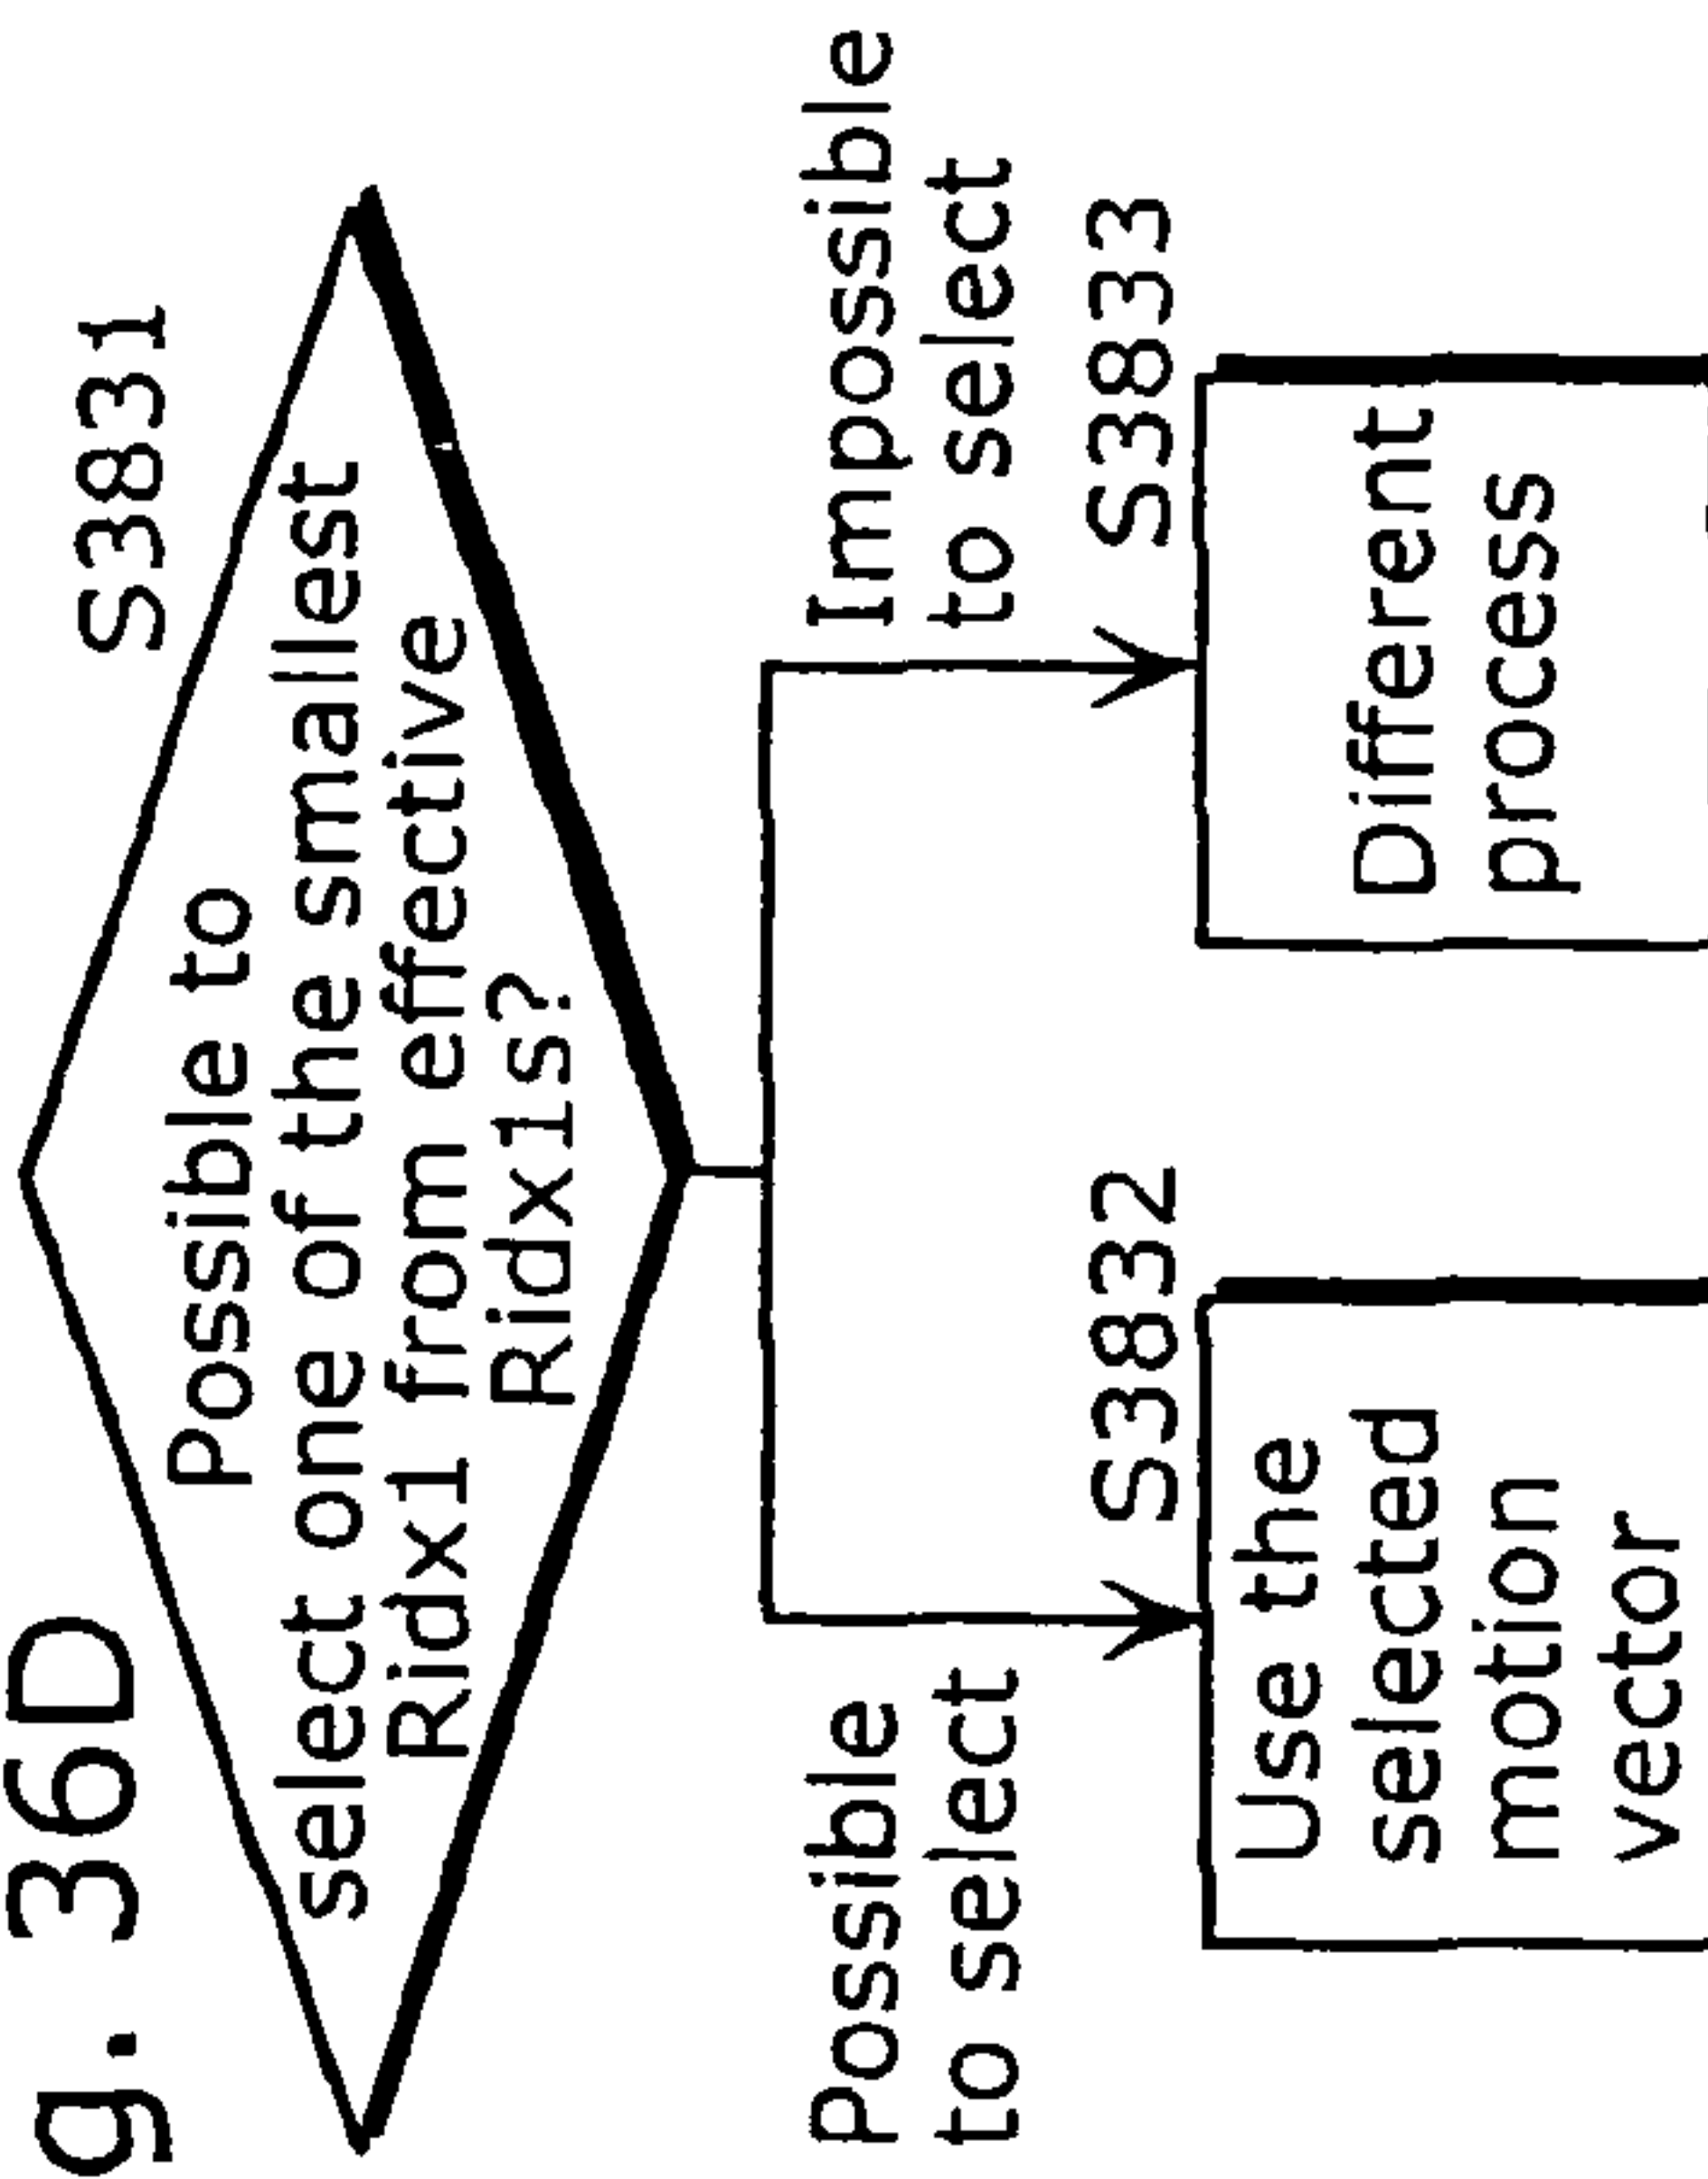 g. 36D
S3831
Possible to
select one of the smallest
Ridx1 from effective
Ridx1s?
Possible
to select
Impossible
to select
S3832
Use the
selected
motion
vector
S3833
Different
process